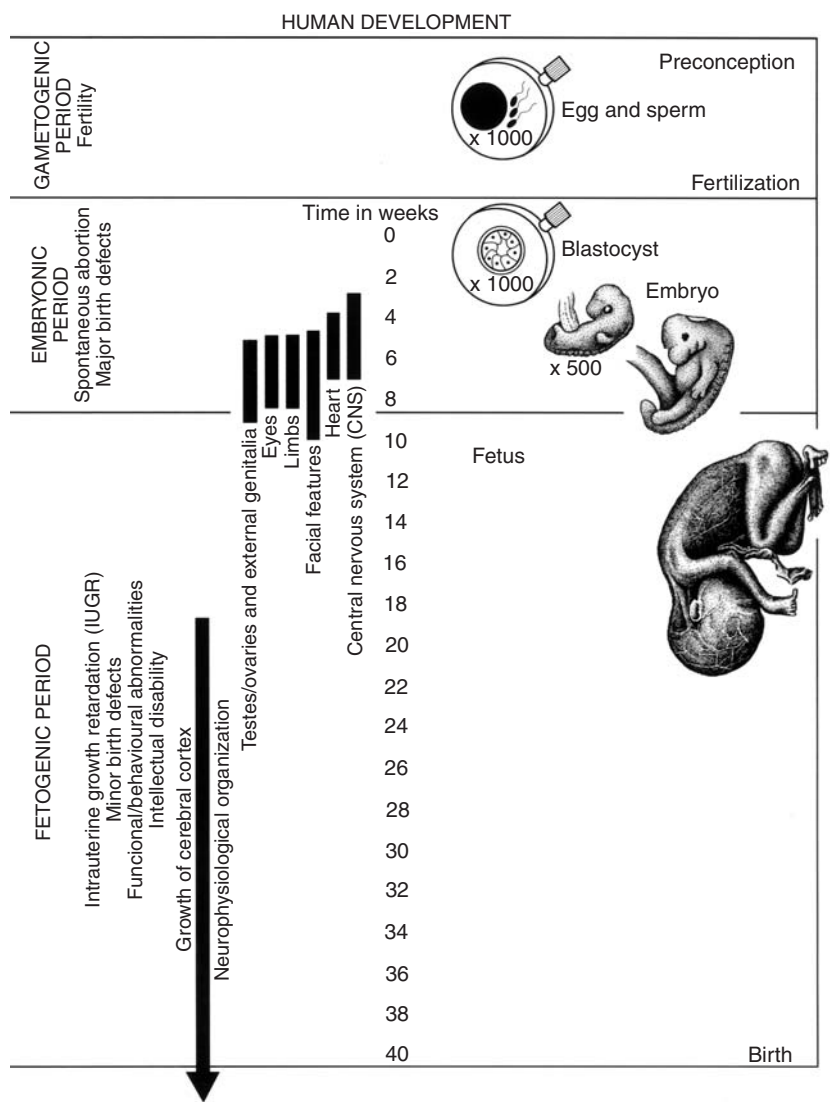 HUMAN DEVELOPMENT
GAMETOGENIC
PERIOD
Fertility
Preconception
Egg and sperm
x 1000
Fertilization
EMBRYONIC
PERIOD
Spontaneous abortion
Major birth defects
Time in weeks
0
2
4
6
8
Blastocyst
x 1000
Embryo
x 500
Testes/ovaries and external genitalia
Eyes
Limbs
Facial features
Heart
Central nervous system (CNS)
Fetus
FETOGENIC PERIOD
Intrauterine growth retardation (IUGR)
Minor birth defects
Funcional/behavioural abnormalities
Intellectual disability
Growth of cerebral cortex
Neurophysiological organization
10
12
14
16
18
20
22
24
26
28
30
32
34
36
38
40
Birth